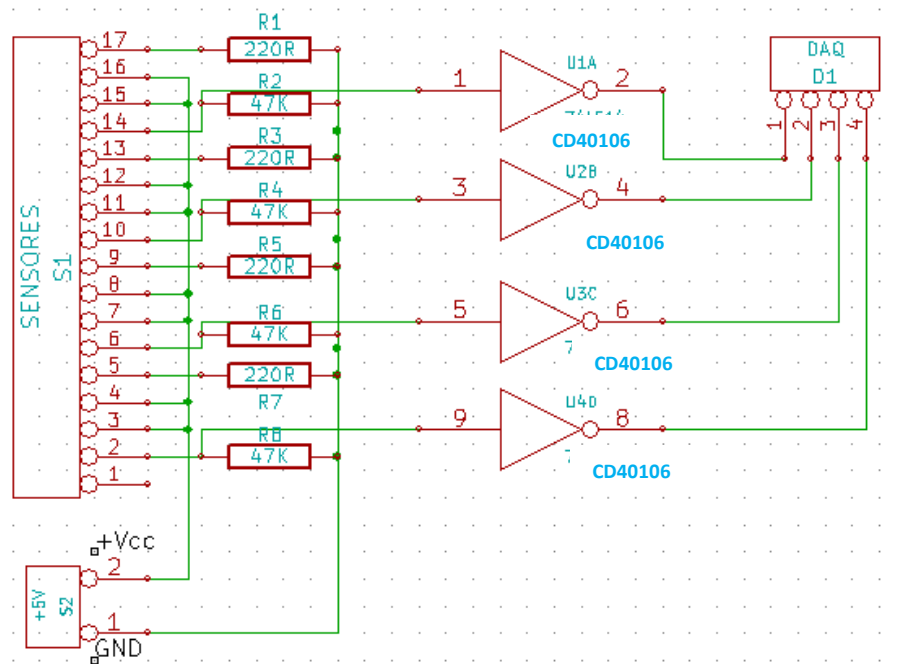 R1
17
220R
16
R2
15
47K
14
R3
13
220R
12
R4
11
47K
10
R5
9
220R
8
R6
7
47K
6
5
220R
4
R7
3
R8
2
47K
1
SENSORES
S1
1
U1A
2
CD40106
3
U2B
4
CD40106
5
U3C
6
7
CD40106
9
U4D
8
7
CD40106
DAQ
D1
1
2
3
4
+Vcc
2
+5V
S2
1
GND